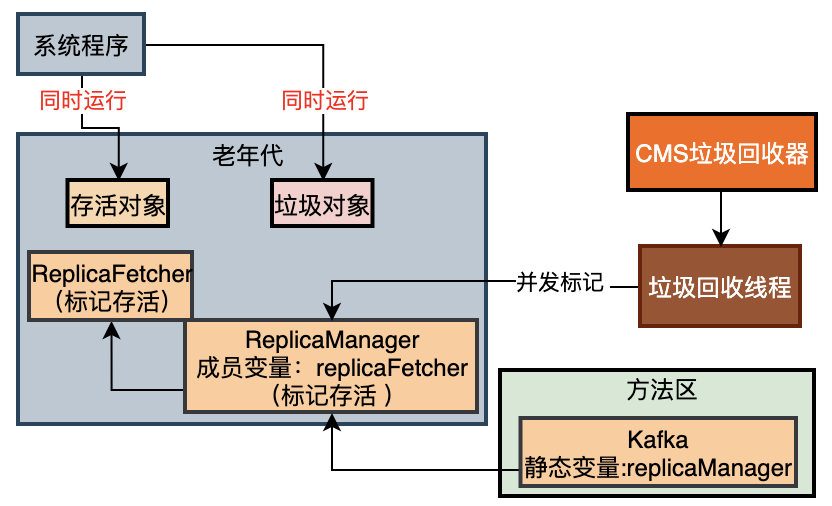 系统程序
同时运行
同时运行
老年代
CMS垃圾回收器
存活对象
垃圾对象
ReplicaFetcher
（标记存活）
并发标记
垃圾回收线程
ReplicaManager
成员变量：replicaFetcher
（标记存活 ）
方法区
Kafka
静态变量:replicaManager